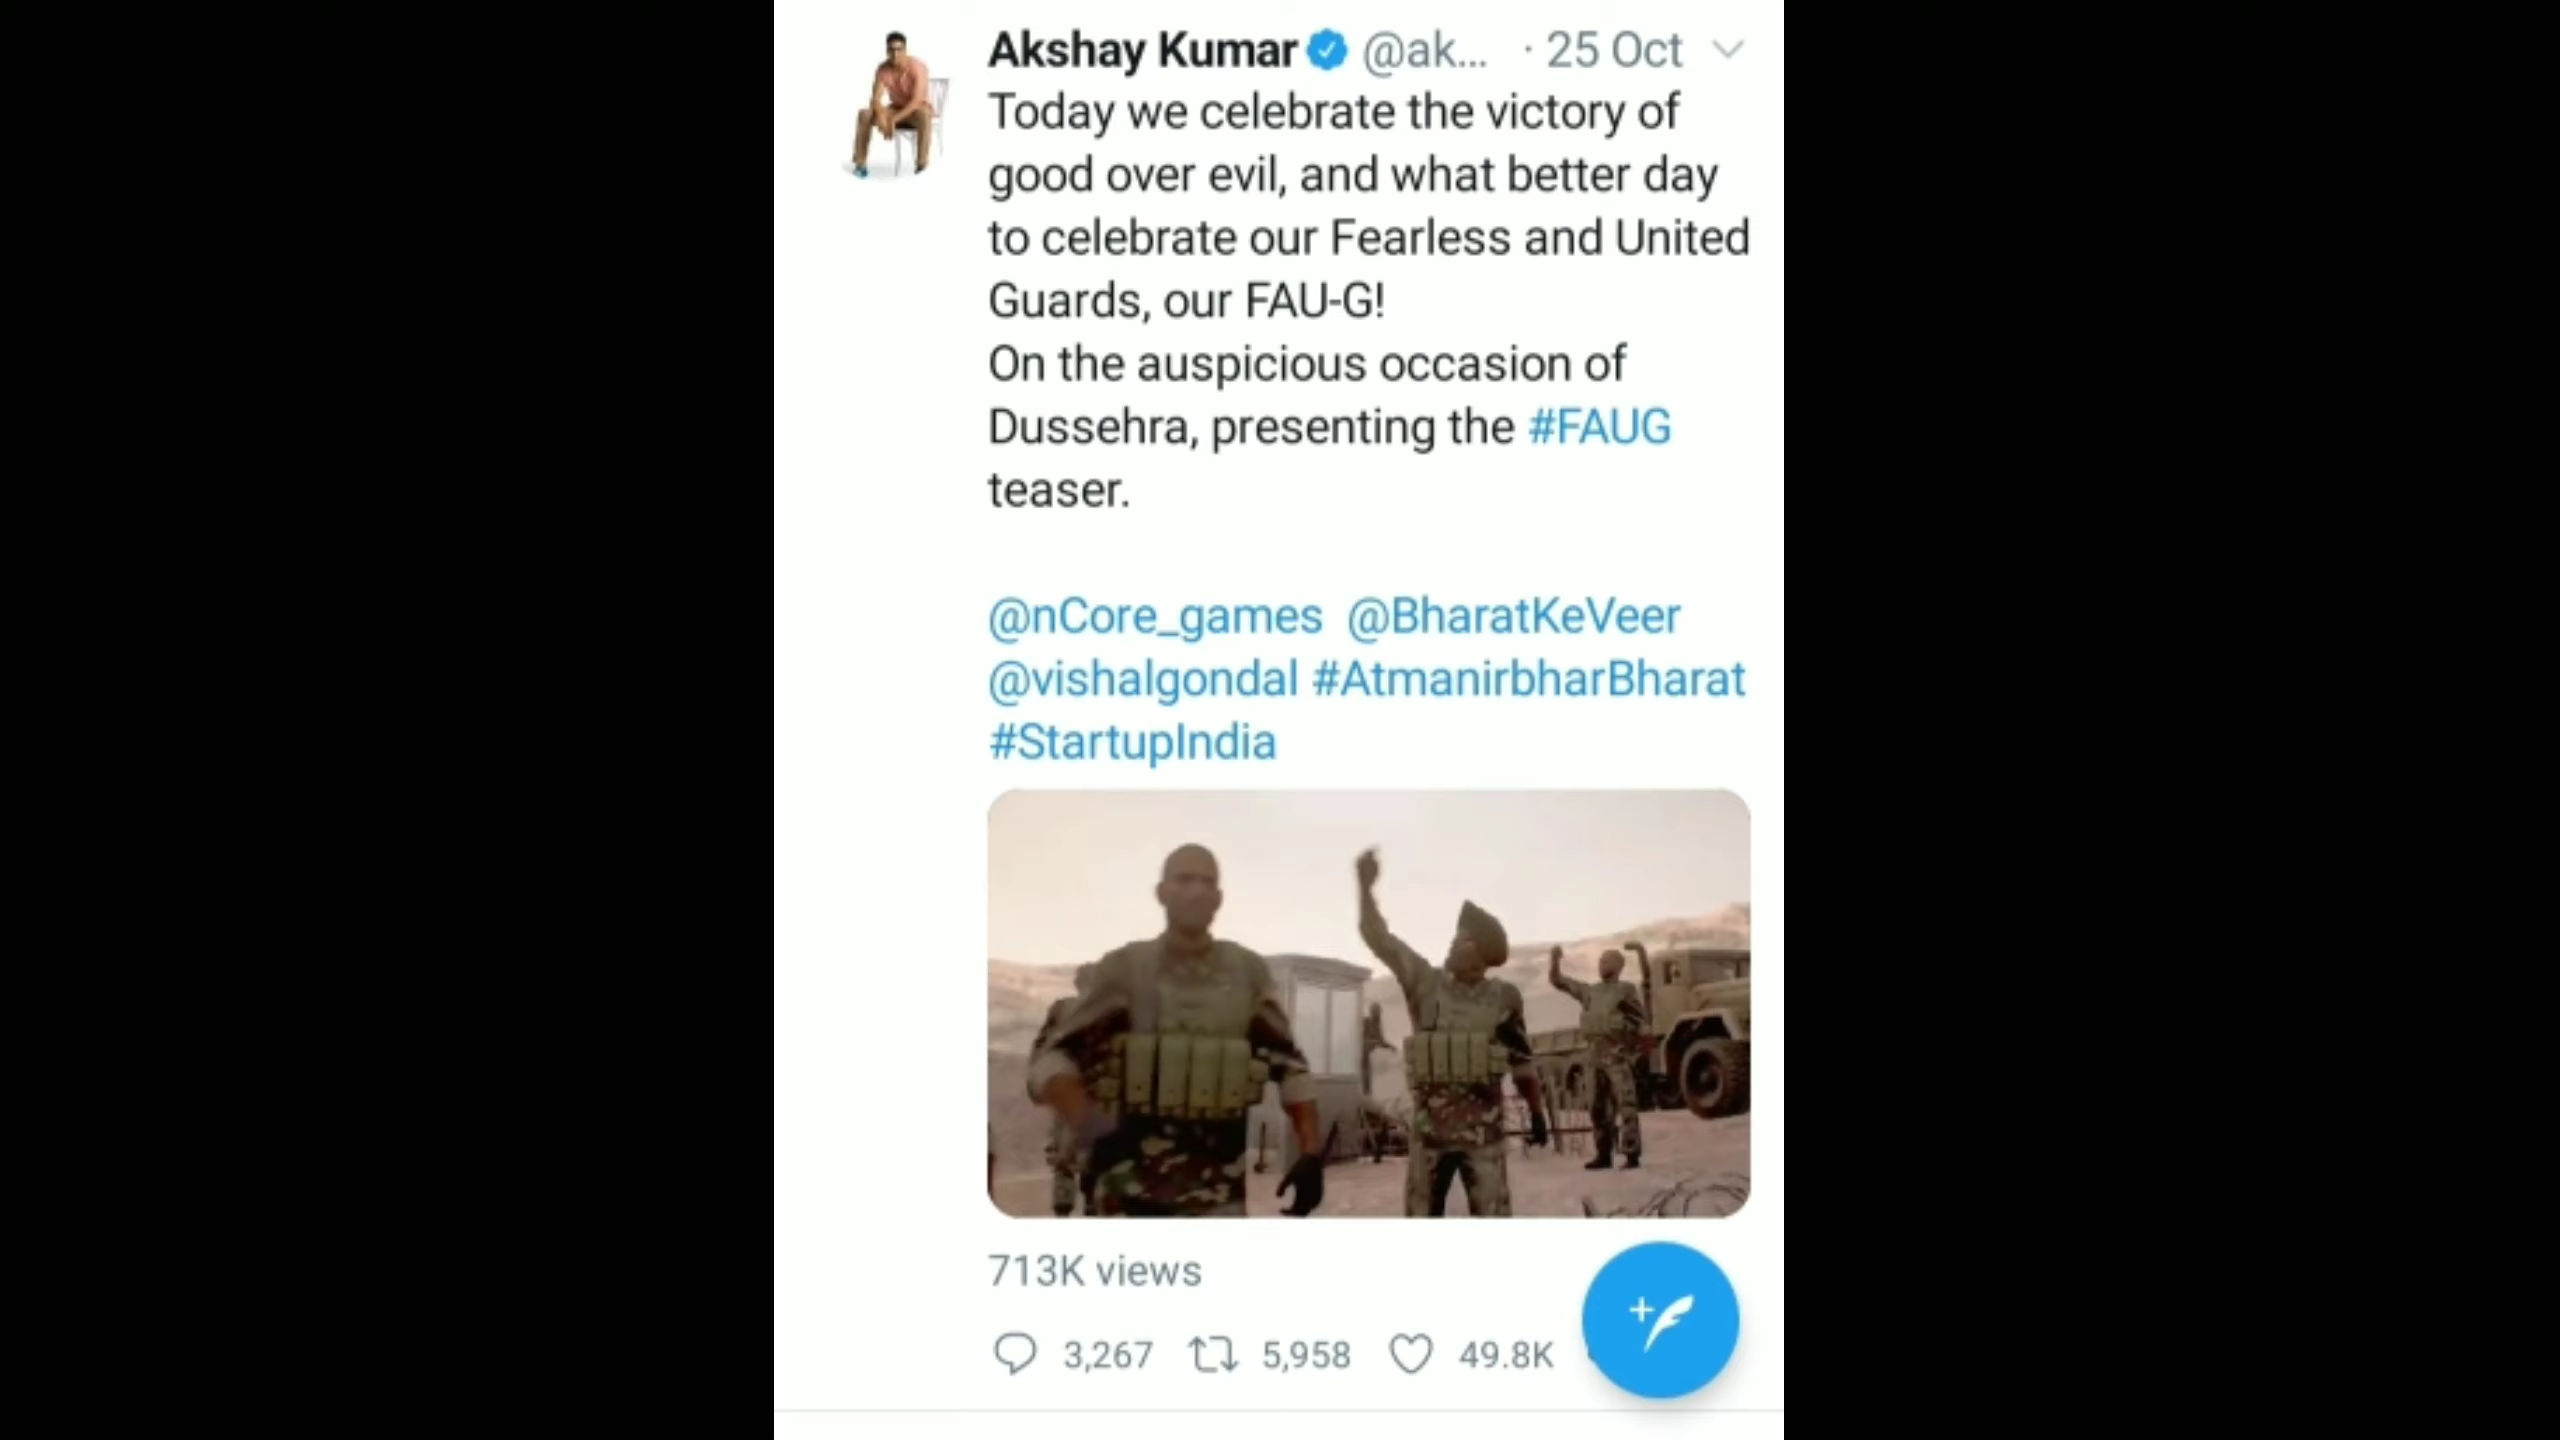 Akshay Kumar @ak... · 25 Oct
Today we celebrate the victory of
good over evil, and what better day
to celebrate our Fearless and United
Guards, our FAU-G!
On the auspicious occasion of
Dussehra, presenting the #FAUG
teaser.
@nCore_games @BharatKeVeer
@vishalgondal #AtmanirbharBharat
#StartupIndia
713K views
3,267 5,958 49.8K